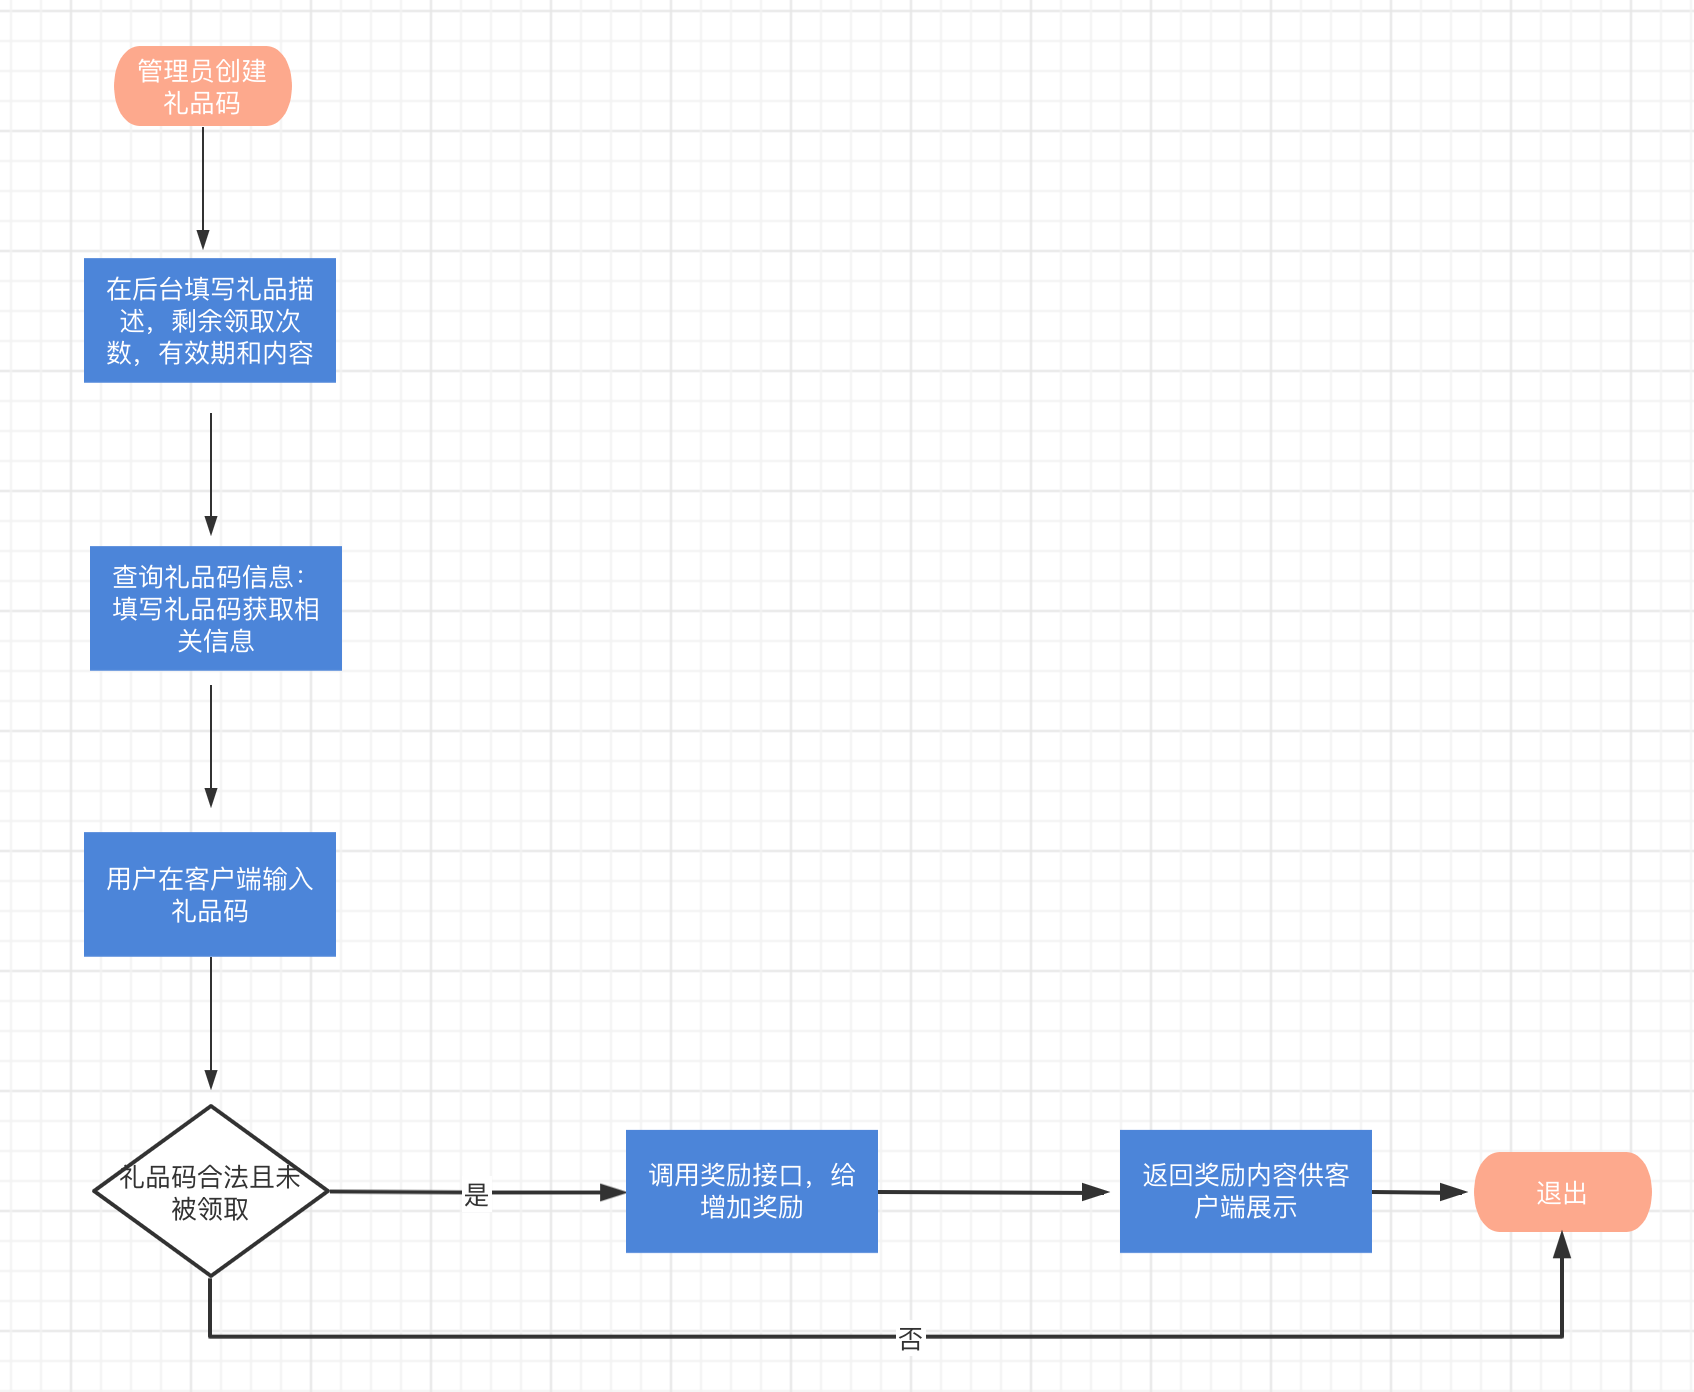 管理员创建
礼品码
在后台填写礼品描
述，剩余领取次
数，有效期和内容
查询礼品码信息：
填写礼品码获取相
关信息
用户在客户端输入
礼品码
礼品码合法且未
被领取
是
调用奖励接口，给
增加奖励
返回奖励内容供客
户端展示
退出
否